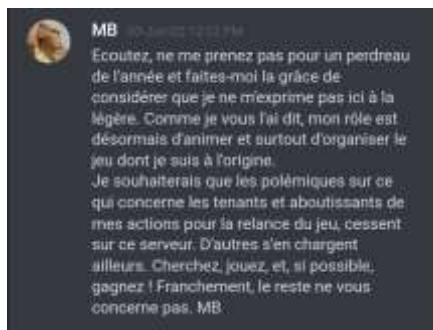 MB
Ecoutez, ne me prenez pas pour un perdreau
de l'année et faites-moi la grâce de
considérer que je ne m'exprime pas ici à la
légère. Comme je vous l'ai dit, mon rôle est
désormais d'animer et surtout d'organiser le
jeu dont je suis à l'origine.
Je souhaiterais que les polémiques sur ce
qui concerne les tenants et aboutissants de
mes actions pour la relance du jeu, cessent
sur ce serveur. D'autres s'en chargent
ailleurs. Cherchez, jouez, et, si possible,
gagnez ! Franchement, le reste ne vous
concerne pas. MB